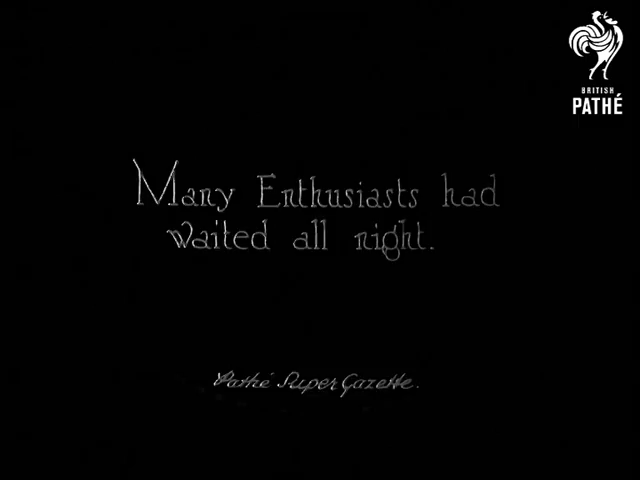 BRITISH
PATHÉ
Many Enthusiasts had
waited all night.
Pathé Super Gazette.